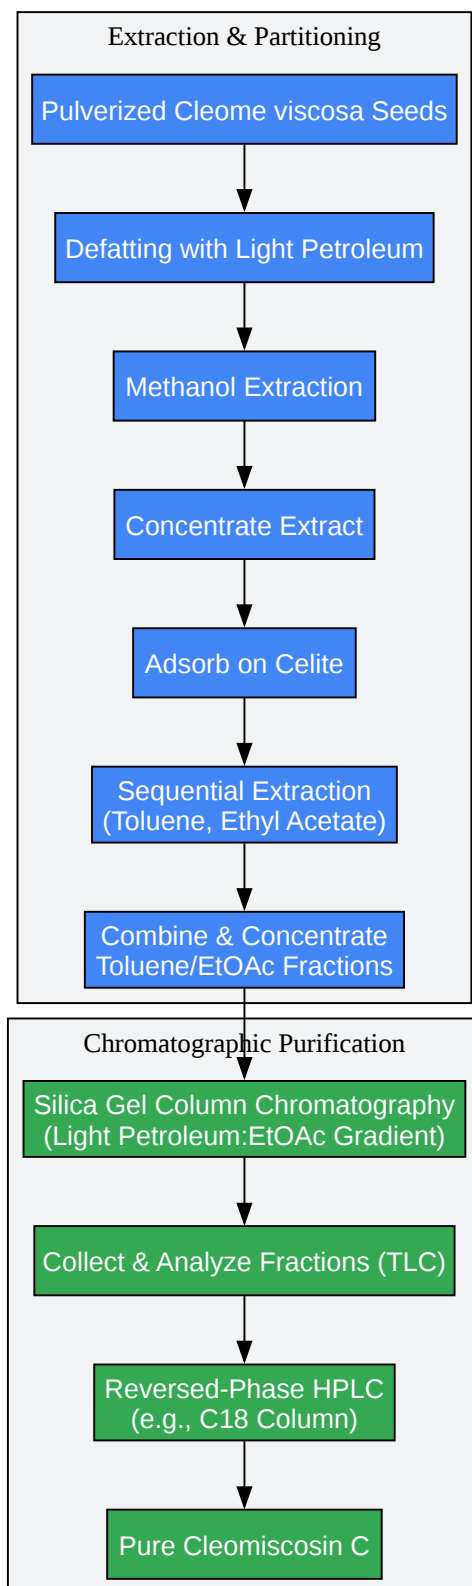 Extraction & Partitioning
Pulverized Cleome viscosa Seeds
Defatting with Light Petroleum
Methanol Extraction
Concentrate Extract
Adsorb on Celite
Sequential Extraction
(Toluene, Ethyl Acetate)
Combine & Concentrate
Toluene/EtOAc Fractions
Chromatographic Purification
Silica Gel Column Chromatography
(Light Petroleum:EtOAc Gradient)
Collect & Analyze Fractions (TLC)
Reversed-Phase HPLC
(e.g., C18 Column)
Pure Cleomiscosin C